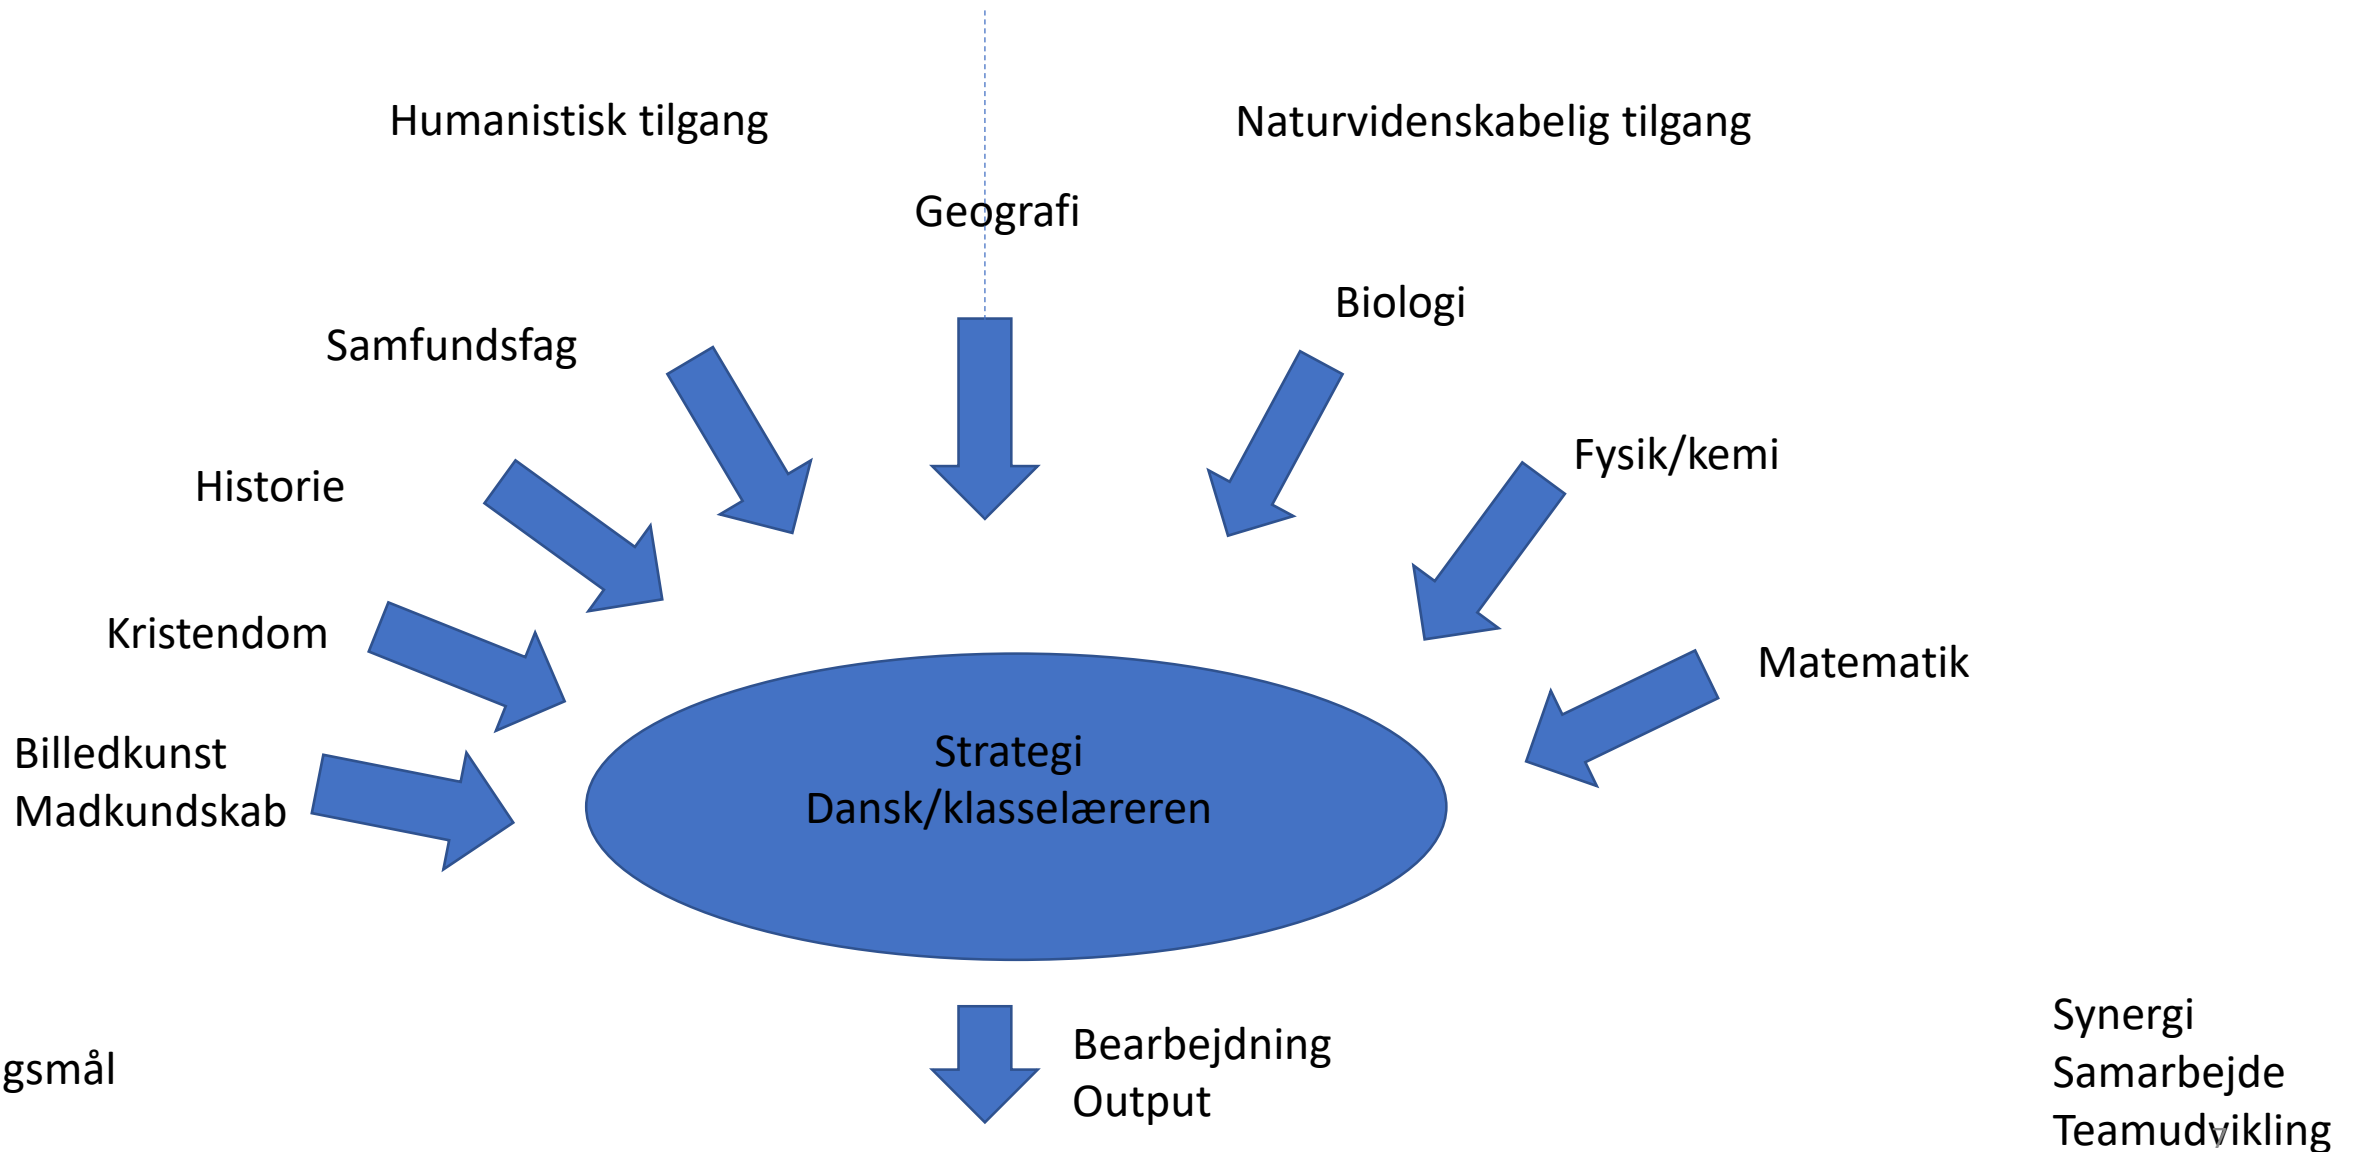 Humanistisk tilgang
Naturvidenskabelig tilgang
Geografi
Biologi
Samfundsfag
Fysik/kemi
Historie
Kristendom
Matematik
Billedkunst
Madkundskab
Strategi
Dansk/klasselæreren
gsmål
Bearbejdning
Output
Synergi
Samarbejde
Teamudvikling
7